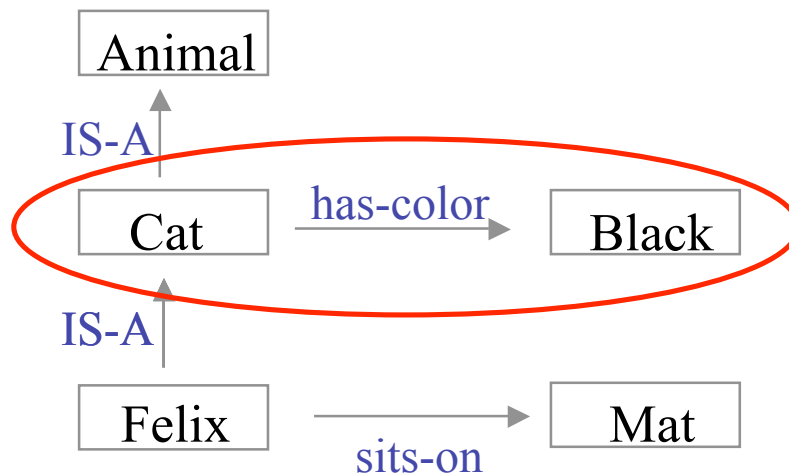 Animal
IS-A
Cat
has-color
Black
IS-A
Felix
sits-on
Mat